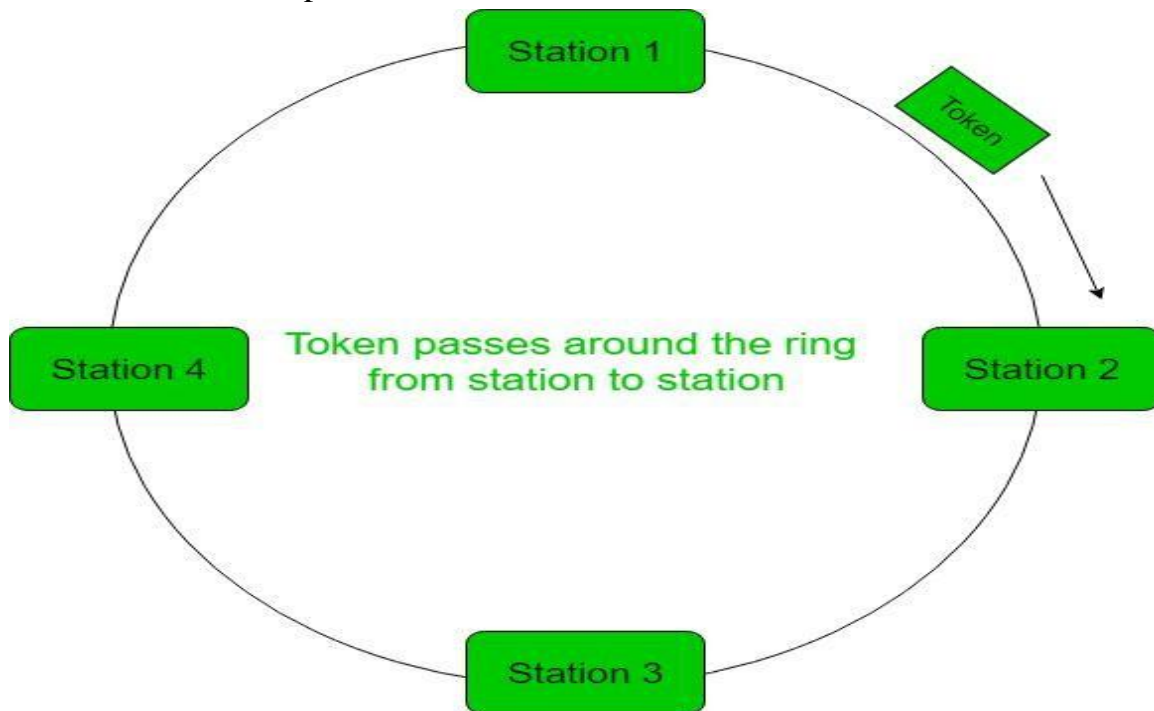 Station 1
Token
Station 4
Token passes around the ring
from station to station
Station 2
Station 3